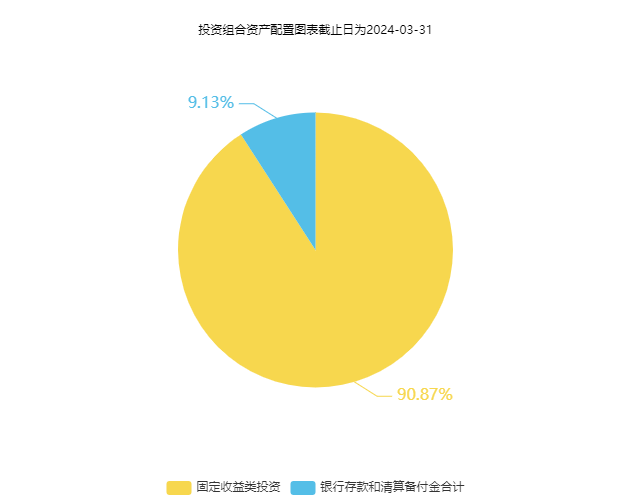 投资组合资产配置图表截止日为2024-03-31
9.13%
90.87%
固定收益类投资
银行存款和清算备付金合计